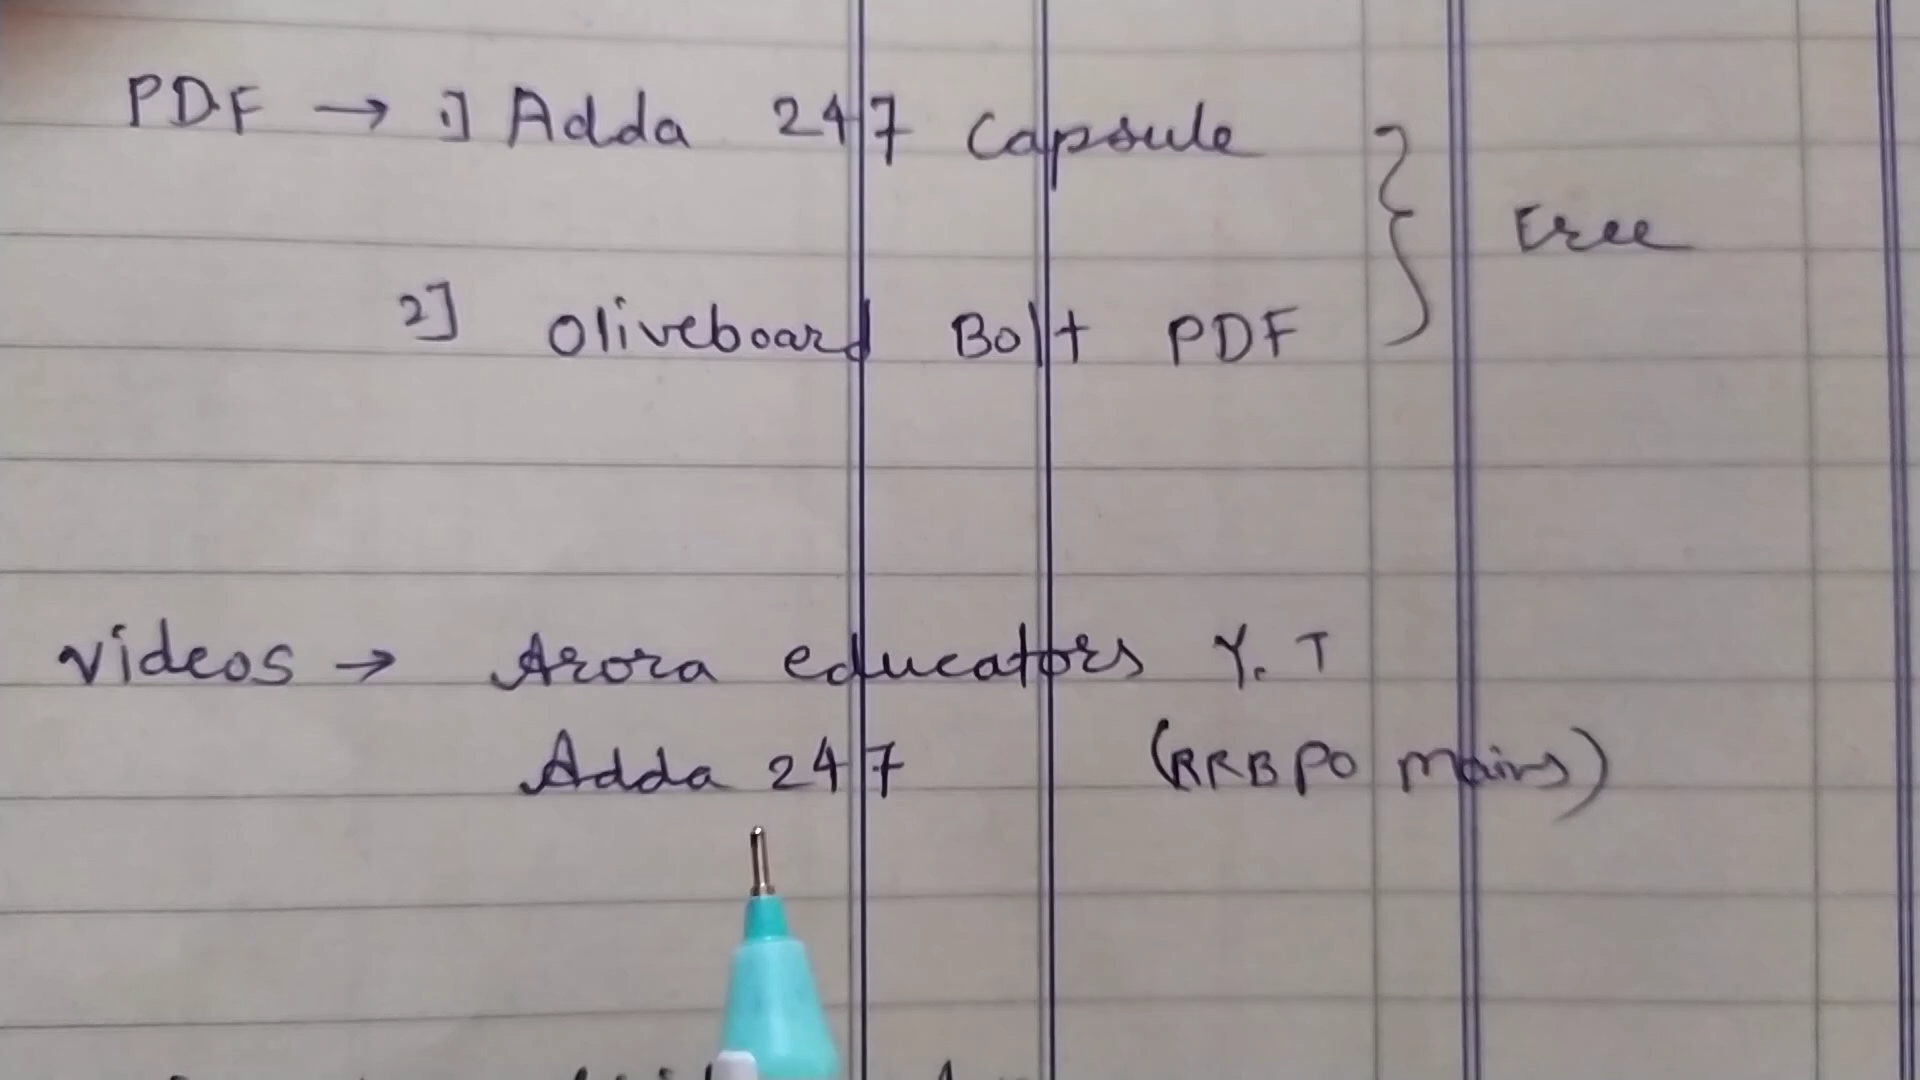 PDF → 1] Adda 247 Capsule
Free
2] Oliveboard Bolt PDF
Videos → Arora educators Y.T
Adda 247 (RRB PO Mains)